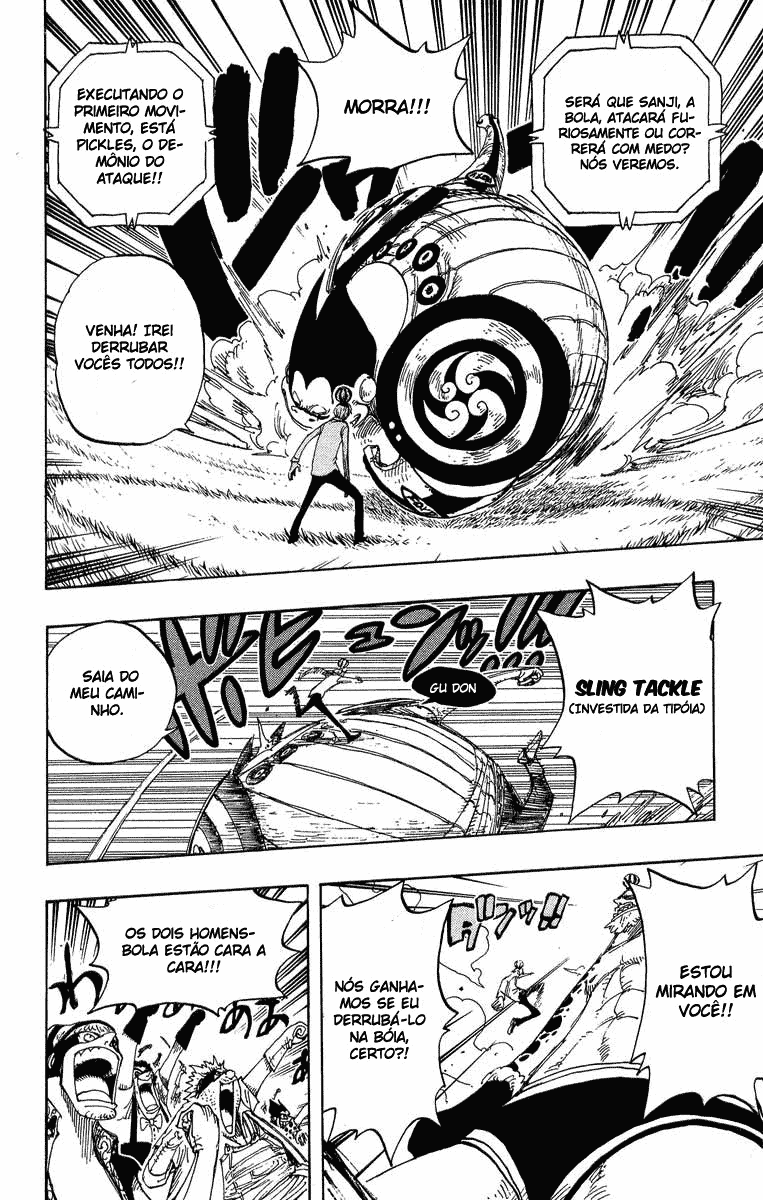 SERÁ QUE SANJI, A
BOLA, ATACARÁ FU-
RIOSAMENTE OU COR-
RERÁ COM MEDO?
NÓS VEREMOS.
MORRA!!!
EXECUTANDO O
PRIMEIRO MOVI-
MENTO, ESTÁ
PICKLES, O DE-
MÔNIO DO
ATAQUE!!
VENHA! IREI
DERRUBAR
VOCÊS TODOS!!
SLING TACKLE
(INVESTIDA DA TIPÓIA)
GU DON
SAIA DO
MEU CAMI-
NHO.
ESTOU
MIRANDO EM
VOCÊ!!
NÓS GANHA-
MOS SE EU
DERRUBÁ-LO
NA BÓIA,
CERTO?!
OS DOIS HOMENS-
BOLA ESTÃO CARA A
CARA!!!